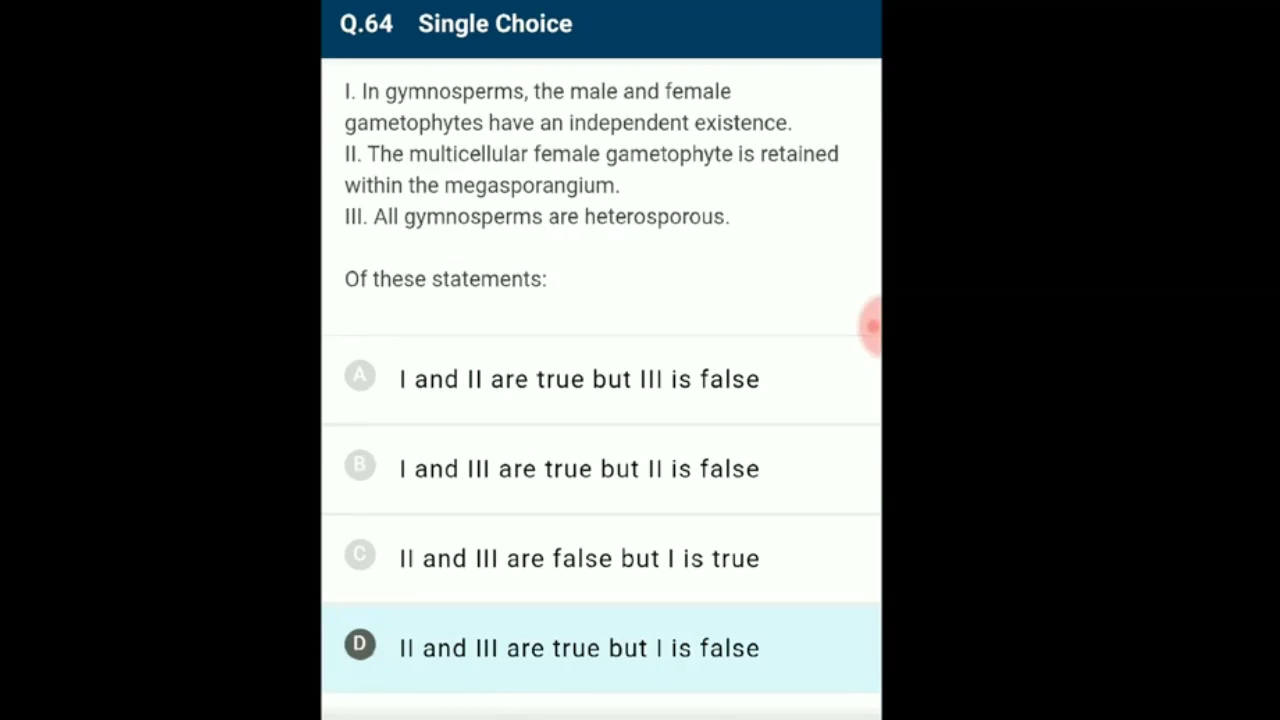 Q.64 Single Choice
I. In gymnosperms, the male and female
gametophytes have an independent existence.
II. The multicellular female gametophyte is retained
within the megasporangium.
III. All gymnosperms are heterosporous.
Of these statements:
A I and II are true but III is false
B I and III are true but II is false
C II and III are false but I is true
D II and III are true but I is false